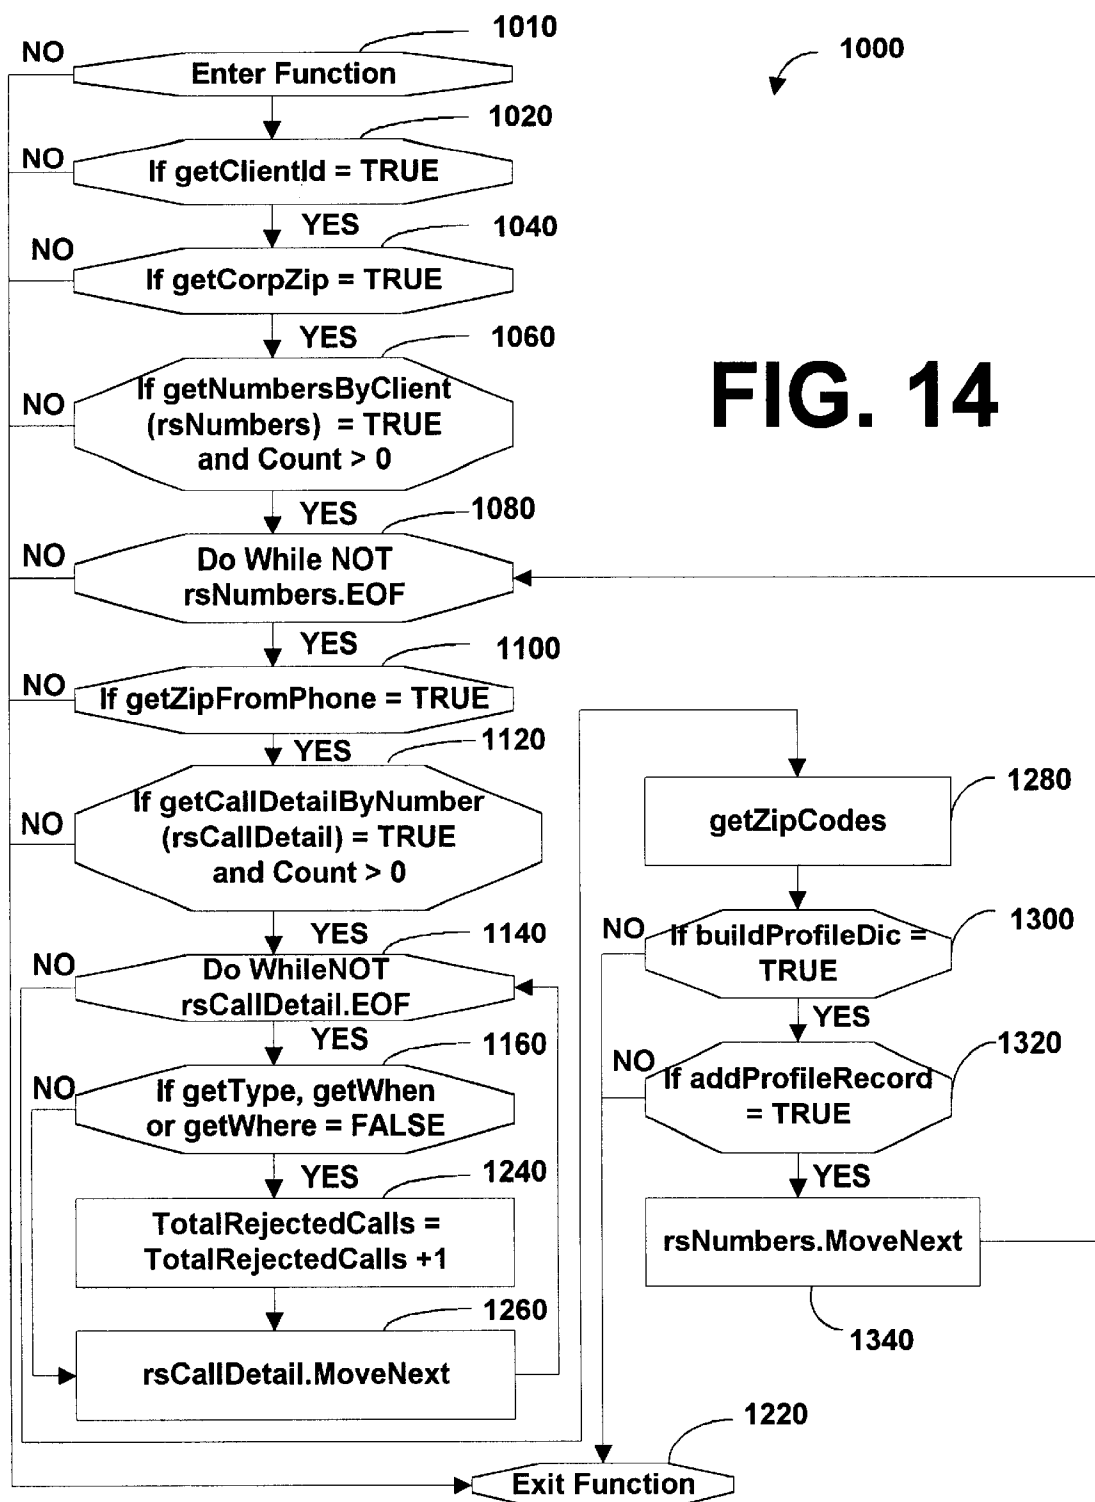 1010
NO
Enter Function
1000
1020
NO
If getClientId = TRUE
YES
1040
NO
If getCorpZip = TRUE
YES
1060
NO
If getNumbersByClient
(rsNumbers) = TRUE
and Count > 0
FIG. 14
YES
1080
NO
Do While NOT
rsNumbers.EOF
YES
1100
NO
If getZipFromPhone = TRUE
YES
1120
NO
If getCallDetailByNumber
(rsCallDetail) = TRUE
and Count > 0
YES
1140
NO
Do WhileNOT
rsCallDetail.EOF
YES
1160
NO
If getType, getWhen
or getWhere = FALSE
YES
1240
TotalRejectedCalls =
TotalRejectedCalls +1
1260
rsCallDetail.MoveNext
1280
getZipCodes
1300
NO
If buildProfileDic =
TRUE
YES
1320
NO
If addProfileRecord
= TRUE
YES
rsNumbers.MoveNext
1340
1220
Exit Function